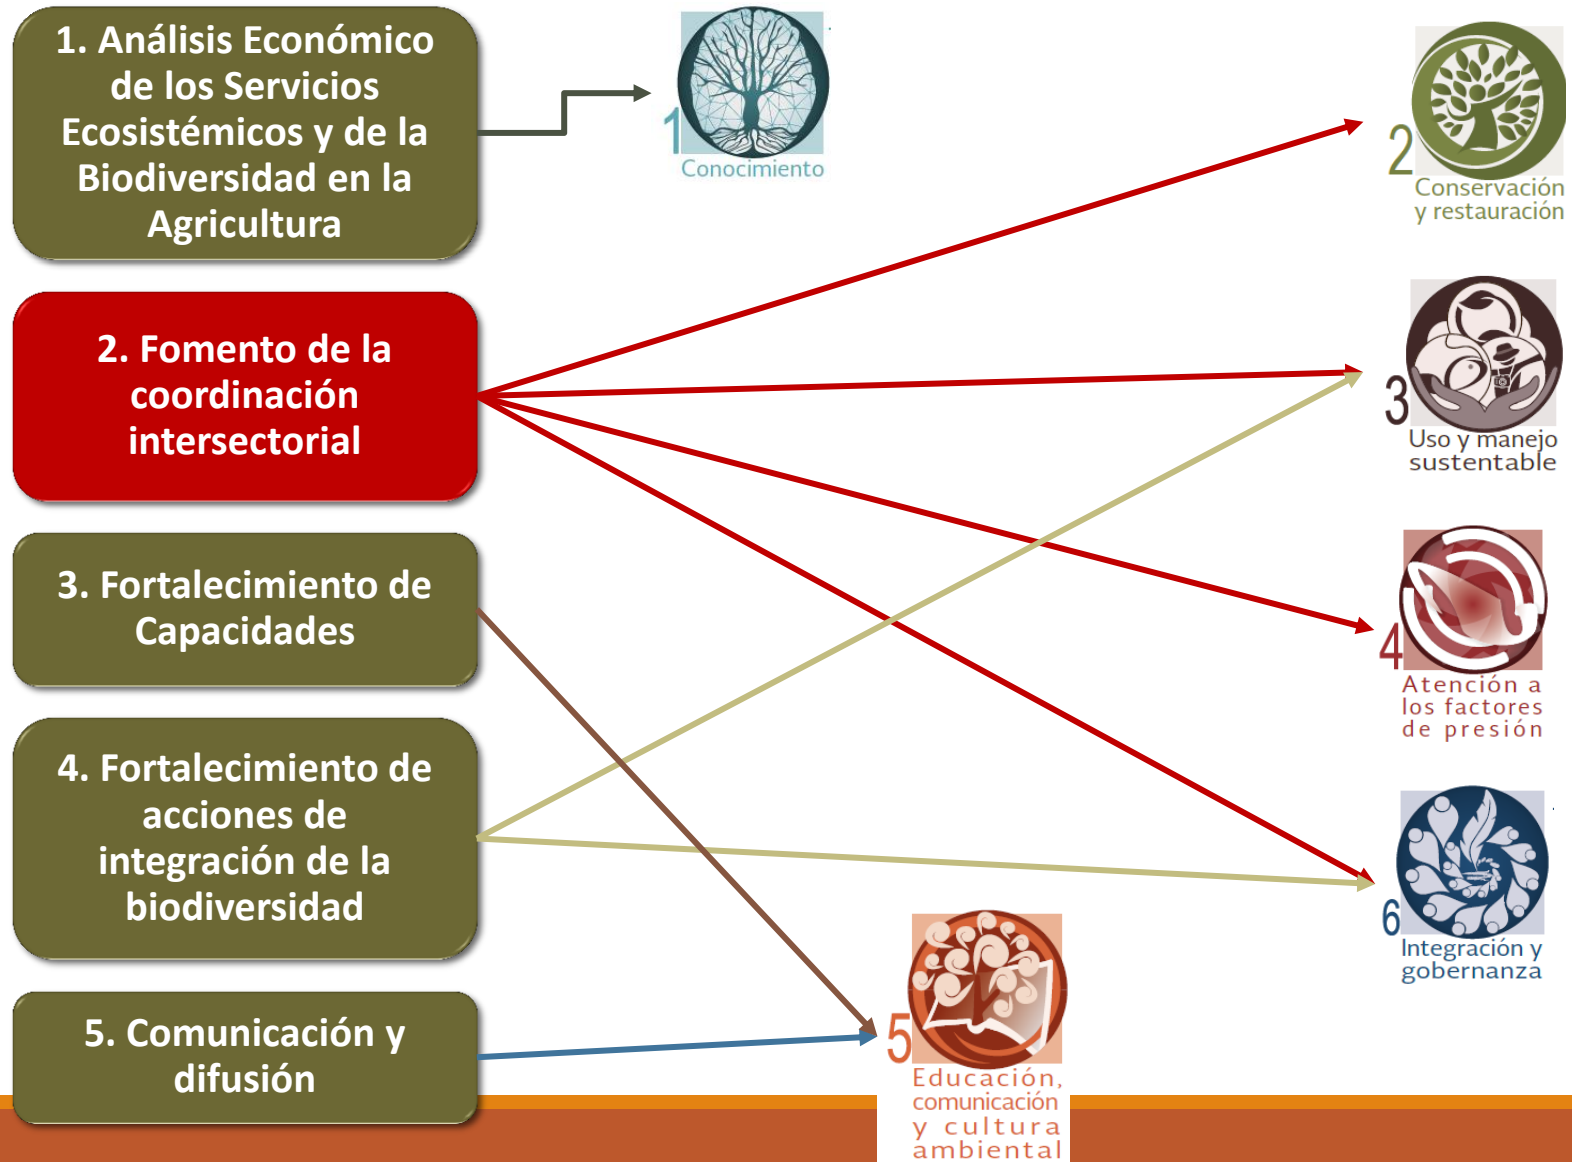 1. Análisis Económico
de los Servicios
Ecosistémicos y de la
Biodiversidad en la
Agricultura
2. Fomento de la
coordinación
intersectorial
3. Fortalecimiento de
Capacidades
4. Fortalecimiento de
acciones de
integración de la
biodiversidad
5. Comunicación y
difusión
1
Conocimiento
2
Conservación
y restauración
3
Uso y manejo
sustentable
4
Atención a
los factores
de presión
5
Educación,
comunicación
y cultura
ambiental
6
Integración y
gobernanza